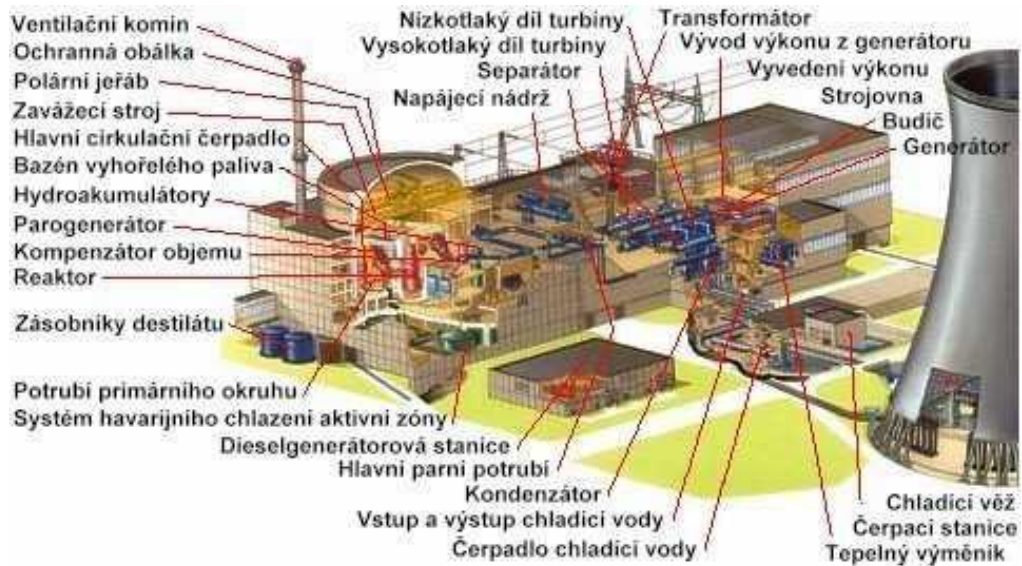 Ventilační komín
Ochranná obálka
Polární jeřáb
Zavážecí stroj
Hlavní cirkulační čerpadlo
Bazén vyhořelého paliva
Hydroakumulátory
Parogenerátor
Kompenzátor objemu
Reaktor
Zásobníky destilátu
Potrubí primárního okruhu
Systém havarijního chlazení aktivní zóny
Dieselgenerátorová stanice
Hlavní parní potrubí
Kondenzátor
Vstup a výstup chladící vody
Čerpadlo chladící vody
Nízkotlaký díl turbíny
Vysokotlaký díl turbíny
Separátor
Napájecí nádrž
Transformátor
Vývod výkonu z generátoru
Vyvedení výkonu
Strojovna
Budič
Generátor
Chladící věž
Čerpací stanice
Tepelný výměník